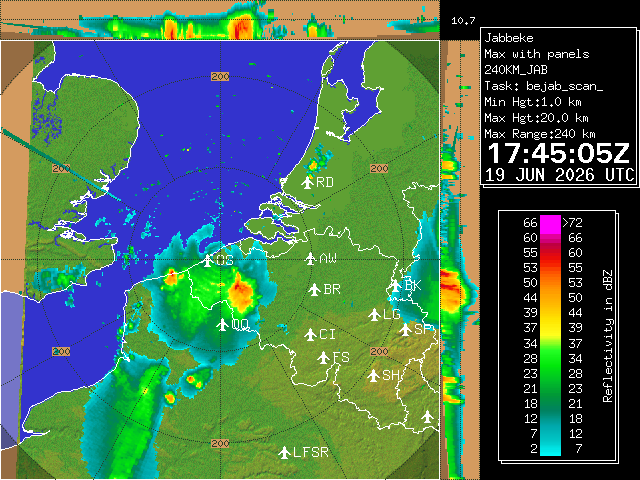 10.7
Jabbeke
Max with panels
240KM_JAB
Task: bejab_scan_
Min Hgt:1.0 km
Max Hgt:20.0 km
Max Range:240 km
17:45:05Z
19 JUN 2026 UTC
200
200
200
RD
OS
AW
200
BR
BK
LG
OQ
SF
CI
200
FS
SH
200
LFSR
66 >72
60 66
55 60
53 55
50 53
44 50
39 44
37 39
34 37
28 34
24 28
21 23
18 21
12 18
7 12
2 7
Reflectivity in dBZ